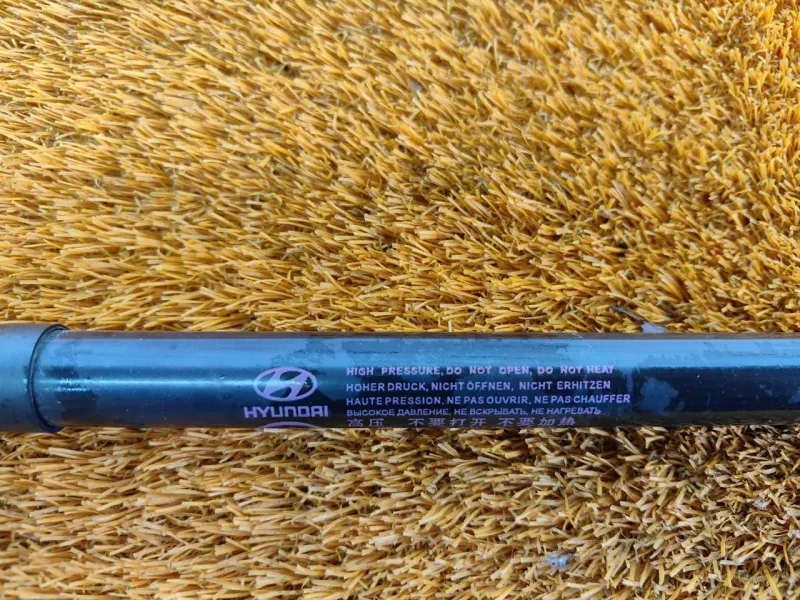 HYUNDAI
HIGH PRESSURE, DO NOT OPEN, DO NOT HEAT
HOHER DRUCK, NICHT ÖFFNEN, NICHT ERHITZEN
HAUTE PRESSION, NE PAS OUVRIR, NE PAS CHAUFFER
ВЫСОКОЕ ДАВЛЕНИЕ, НЕ ВСКРЫВАТЬ, НЕ НАГРЕВАТЬ
高压 不要打开 不要加热